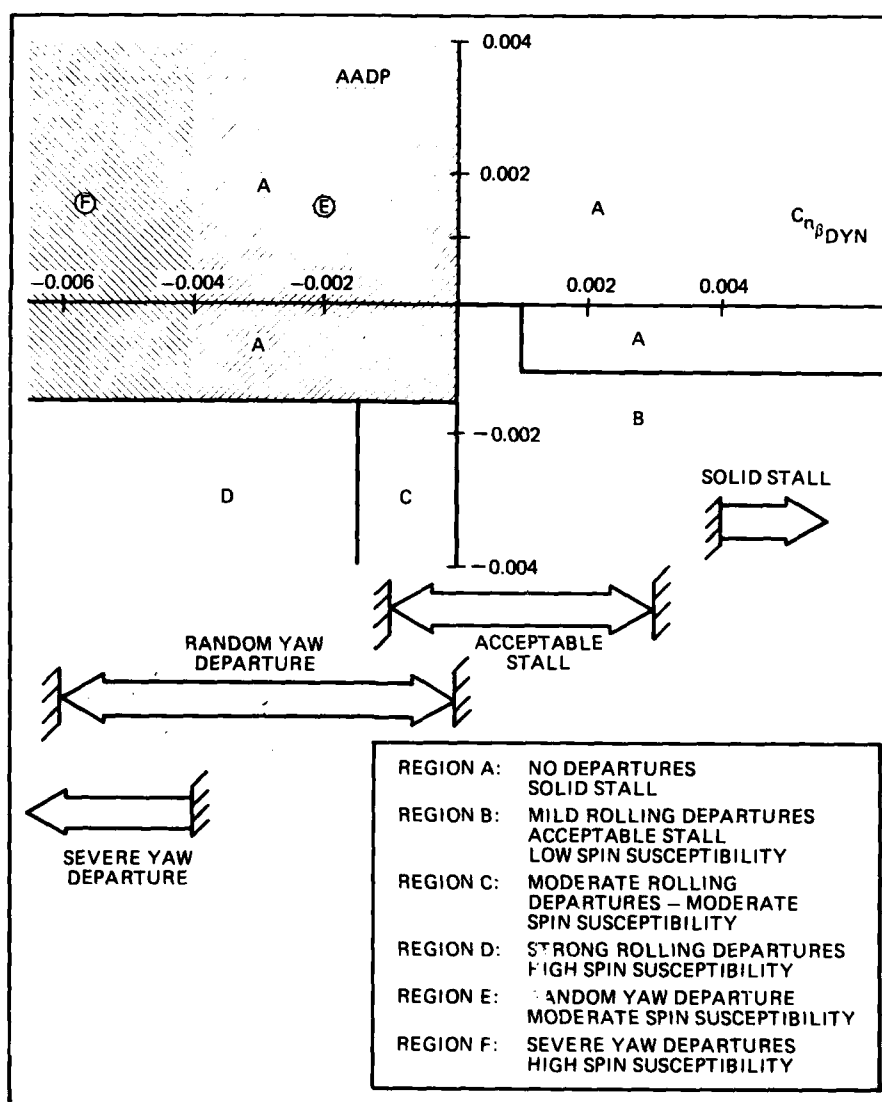 0.004
AADP
A
0.002
F
E
A
CnβDYN
−0.006
−0.004
−0.002
0.002
0.004
A
A
−0.002
B
D
C
SOLID STALL
−0.004
RANDOM YAW
DEPARTURE
ACCEPTABLE
STALL
SEVERE YAW
DEPARTURE
REGION A: NO DEPARTURES
SOLID STALL
REGION B: MILD ROLLING DEPARTURES
ACCEPTABLE STALL
LOW SPIN SUSCEPTIBILITY
REGION C: MODERATE ROLLING
DEPARTURES – MODERATE
SPIN SUSCEPTIBILITY
REGION D: STRONG ROLLING DEPARTURES
HIGH SPIN SUSCEPTIBILITY
REGION E: RANDOM YAW DEPARTURE
MODERATE SPIN SUSCEPTIBILITY
REGION F: SEVERE YAW DEPARTURES
HIGH SPIN SUSCEPTIBILITY